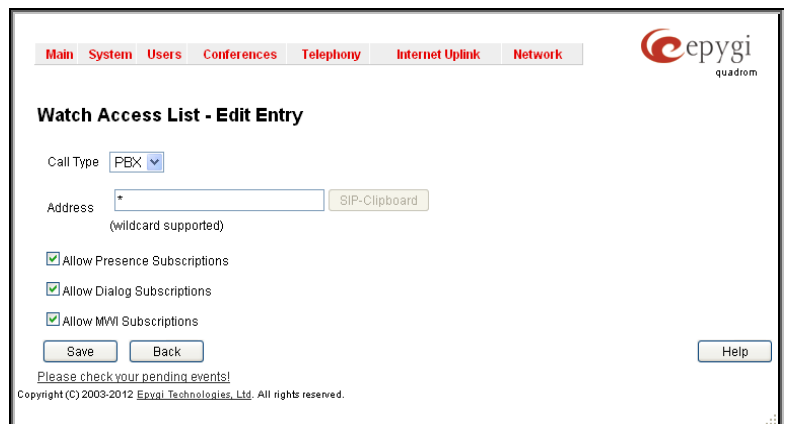 epygi
quadrom
Main System Users Conferences Telephony Internet Uplink Network
Watch Access List - Edit Entry
Call Type PBX
Address * SIP-Clipboard
(wildcard supported)
Allow Presence Subscriptions
Allow Dialog Subscriptions
Allow MWI Subscriptions
Save Back Help
Please check your pending events!
Copyright (C) 2003-2012 Epygi Technologies, Ltd. All rights reserved.